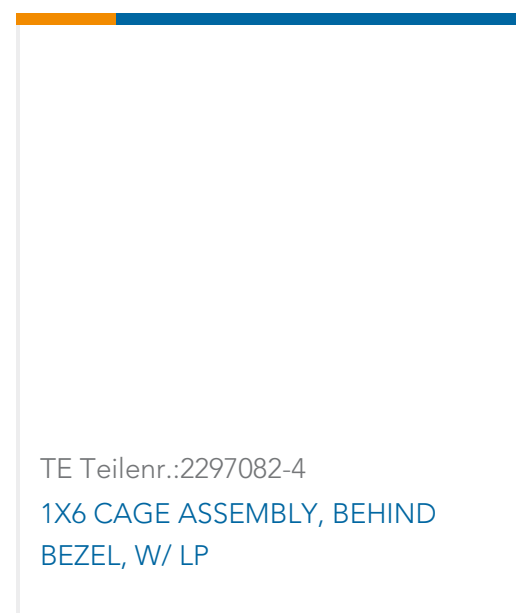 TE Teilenr.:2297082-4
1X6 CAGE ASSEMBLY, BEHIND
BEZEL, W/ LP